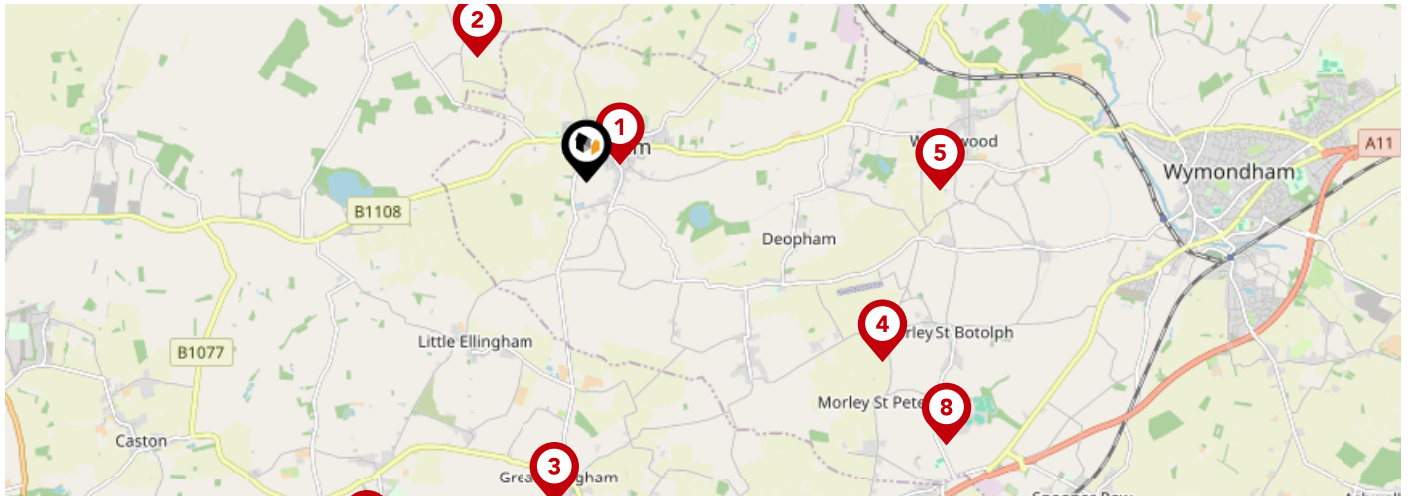 2
1
m
W
wood
5
A11
Wymondham
B1108
Deopham
4
rley St Botolph
Little Ellingham
B1077
Morley St Pete
8
Caston
3
Grea
gham